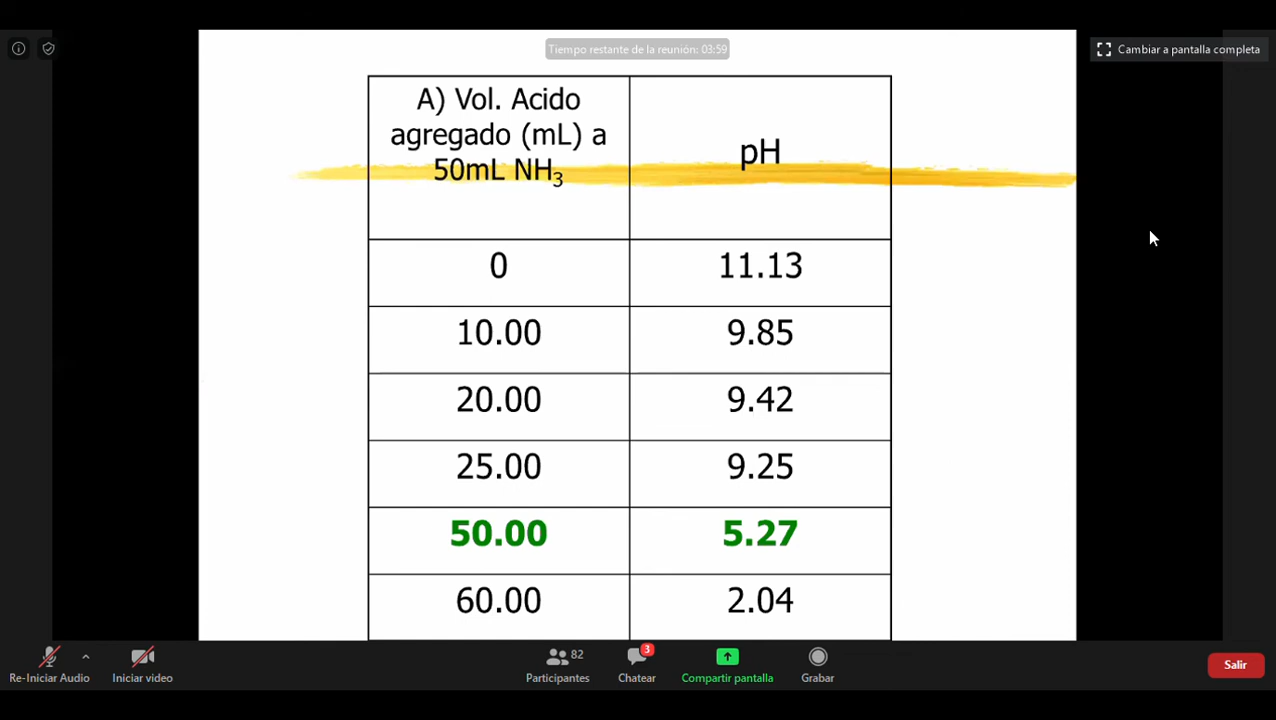 Tiempo restante de la reunión: 03:59
Cambiar a pantalla completa
A) Vol. Acido
agregado (mL) a
50mL NH₃
pH
0 11.13
10.00 9.85
20.00 9.42
25.00 9.25
50.00 5.27
60.00 2.04
82
3
Re-Iniciar Audio
Iniciar video
Participantes
Chatear
Compartir pantalla
Grabar
Salir